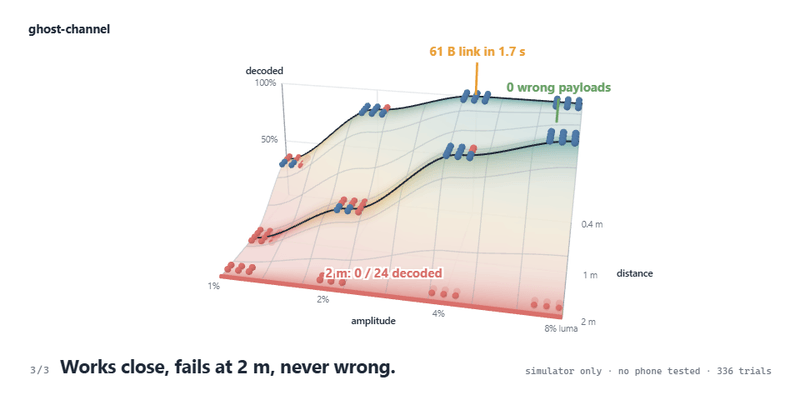 ghost-channel
61 B link in 1.7 s
decoded
0 wrong payloads
100%
50%
0.4 m
2 m: 0 / 24 decoded
1 m
distance
1%
2%
4%
amplitude
2 m
8% luma
3/3 Works close, fails at 2 m, never wrong.
simulator only · no phone tested · 336 trials